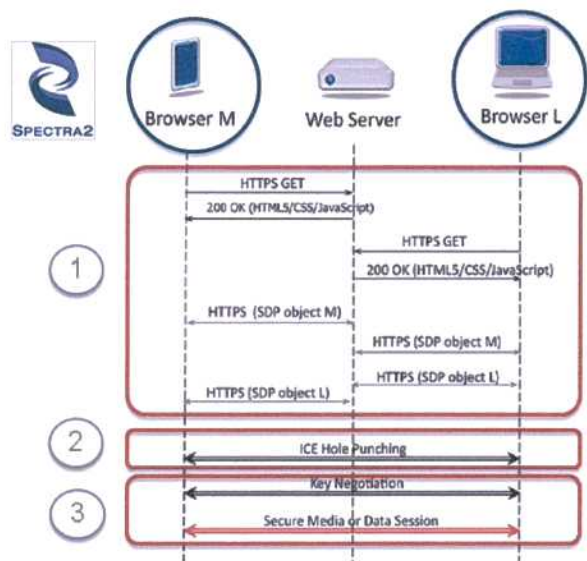 SPECTRA2
Browser M
Web Server
Browser L
1
HTTPS GET
200 OK (HTML5/CSS/JavaScript)
HTTPS GET
200 OK (HTML5/CSS/JavaScript)
HTTPS (SDP object M)
HTTPS (SDP object M)
HTTPS (SDP object L)
HTTPS (SDP object L)
2
ICE Hole Punching
3
Key Negotiation
Secure Media or Data Session